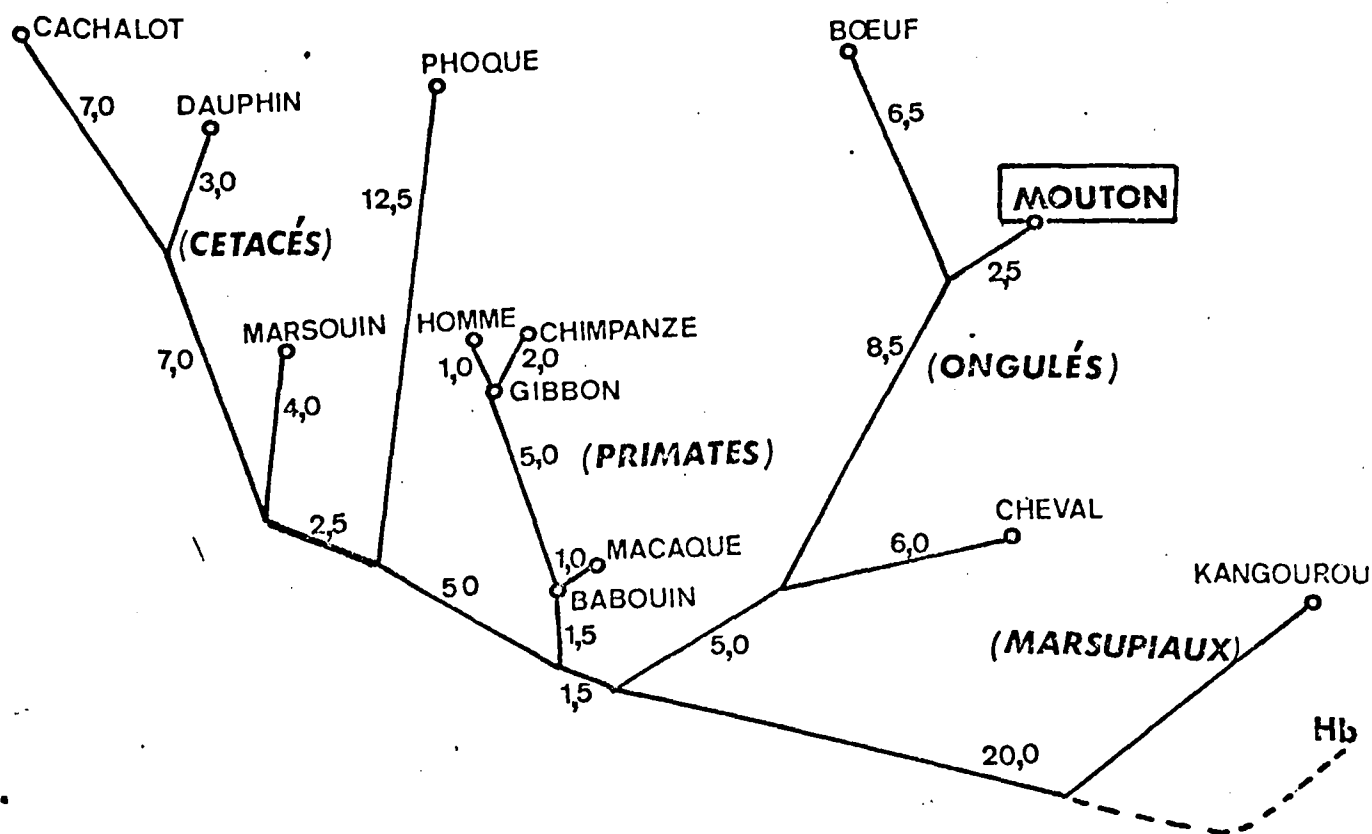 CACHALOT
BŒUF
PHOQUE
7,0
DAUPHIN
6,5
3,0
12,5
MOUTON
(CETACÉS)
2,5
MARSOUIN
HOMME
CHIMPANZE
7,0
1,0
2,0
8,5
(ONGULÉS)
GIBBON
4,0
5,0
(PRIMATES)
2,5
CHEVAL
1,0
MACAQUE
6,0
KANGOUROU
5 0
BABOUIN
1,5
5,0
(MARSUPIAUX)
1,5
Hb
20,0